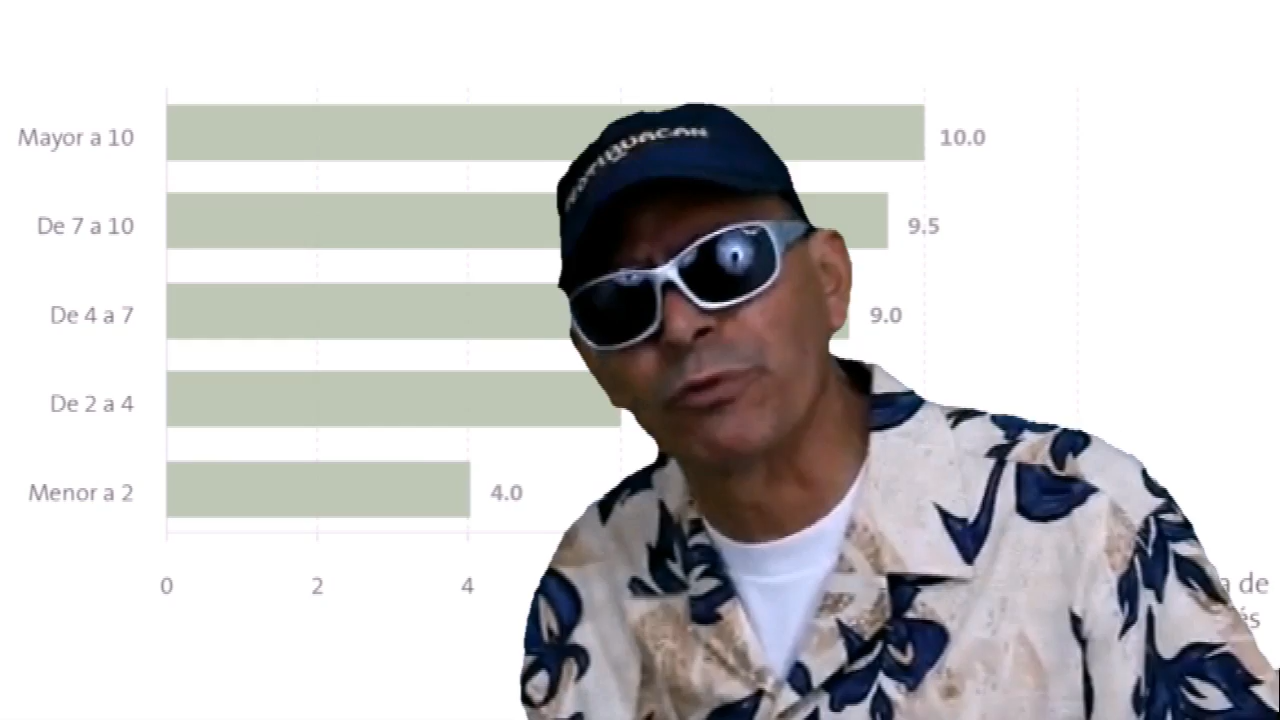 Mayor a 10
10.0
De 7 a 10
9.5
De 4 a 7
9.0
De 2 a 4
Menor a 2
4.0
0 2 4
de